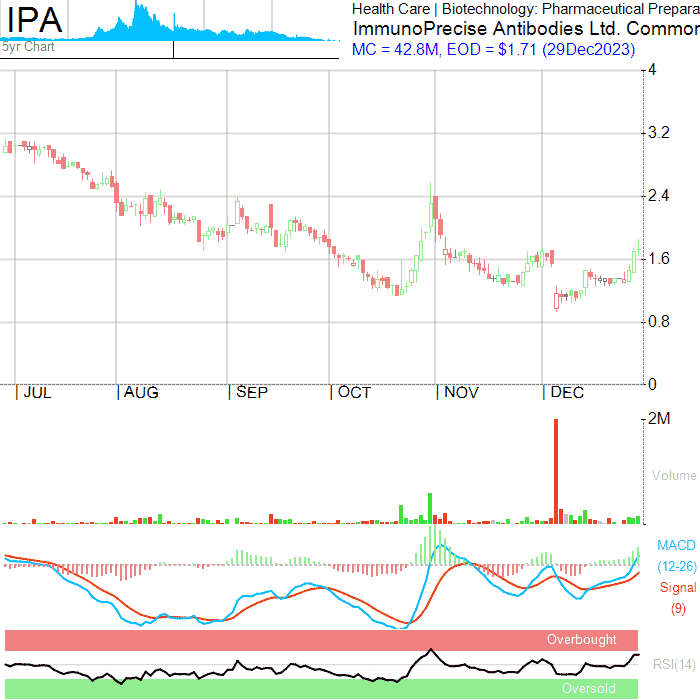 IPA
5yr Chart
Health Care | Biotechnology: Pharmaceutical Prepara
ImmunoPrecise Antibodies Ltd. Common
MC = 42.8M, EOD = $1.71 (29Dec2023)
4
3.2
2.4
1.6
0.8
0
| JUL | AUG | SEP | OCT | NOV | DEC
2M
Volume
MACD
(12-26)
Signal
(9)
Overbought
RSI(14)
Oversold